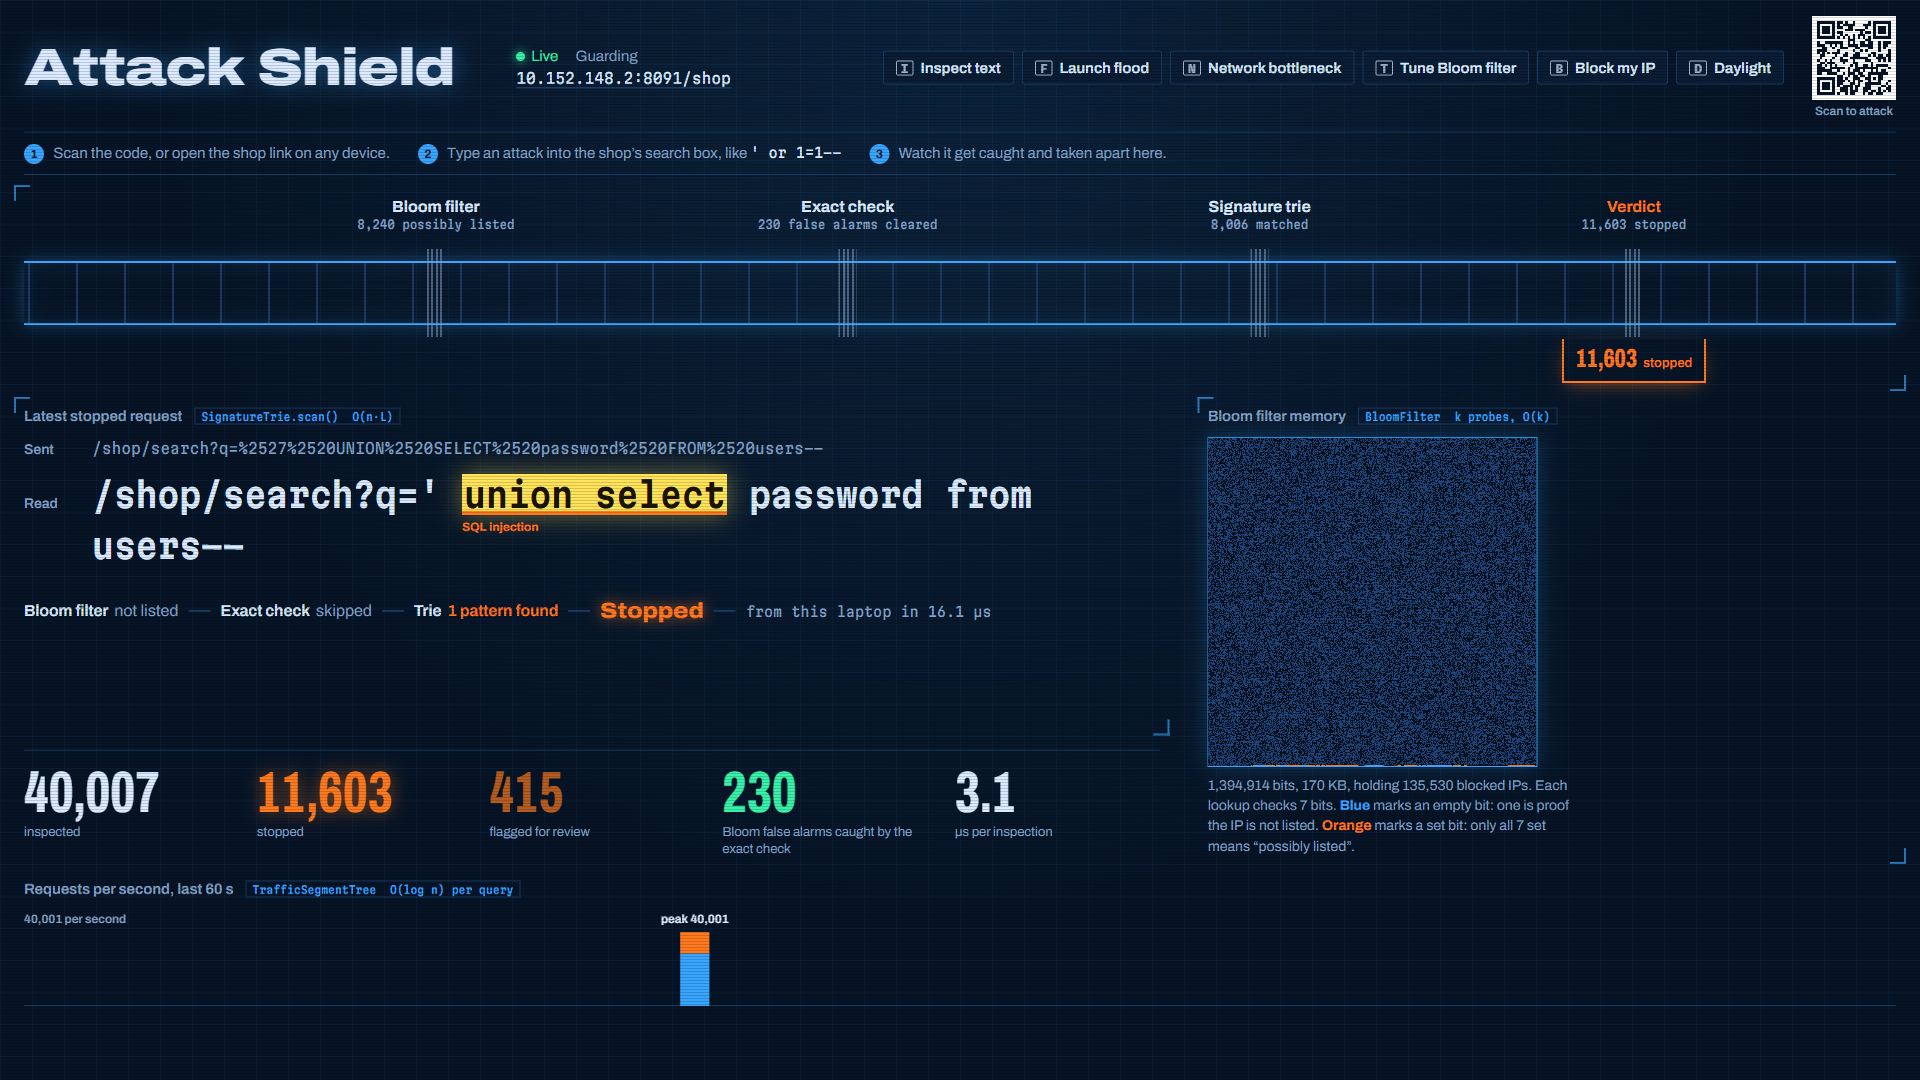 Attack Shield
Live Guarding
10.152.148.2:8091/shop
I Inspect text
F Launch flood
N Network bottleneck
T Tune Bloom filter
B Block my IP
D Daylight
Scan to attack
1 Scan the code, or open the shop link on any device.
2 Type an attack into the shop's search box, like ' or 1=1--
3 Watch it get caught and taken apart here.
Bloom filter
8,240 possibly listed
Exact check
230 false alarms cleared
Signature trie
8,006 matched
Verdict
11,603 stopped
11,603 stopped
Latest stopped request SignatureTrie.scan() O(n·L)
Sent /shop/search?q=%2527%2520UNION%2520SELECT%2520password%2520FROM%2520users--
Read /shop/search?q=' union select password from
SQL injection
users--
Bloom filter not listed — Exact check skipped — Trie 1 pattern found — Stopped — from this laptop in 16.1 µs
Bloom filter memory BloomFilter k probes, O(k)
1,394,914 bits, 170 KB, holding 135,530 blocked IPs. Each
lookup checks 7 bits. Blue marks an empty bit: one is proof
the IP is not listed. Orange marks a set bit: only all 7 set
means “possibly listed”.
40,007
inspected
11,603
stopped
415
flagged for review
230
Bloom false alarms caught by the
exact check
3.1
µs per inspection
Requests per second, last 60 s TrafficSegmentTree O(log n) per query
40,001 per second
peak 40,001